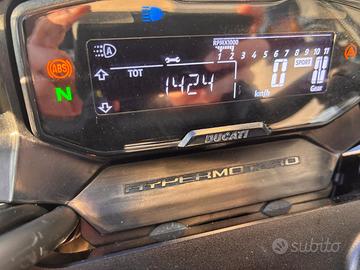 A
RPMX1000
1 2 3 4 5 6 7 8 9 10 11
ABS
TOT
SPORT
1424
0
N
km/h
Gear
DUCATI
HYPERMOTARD
subito